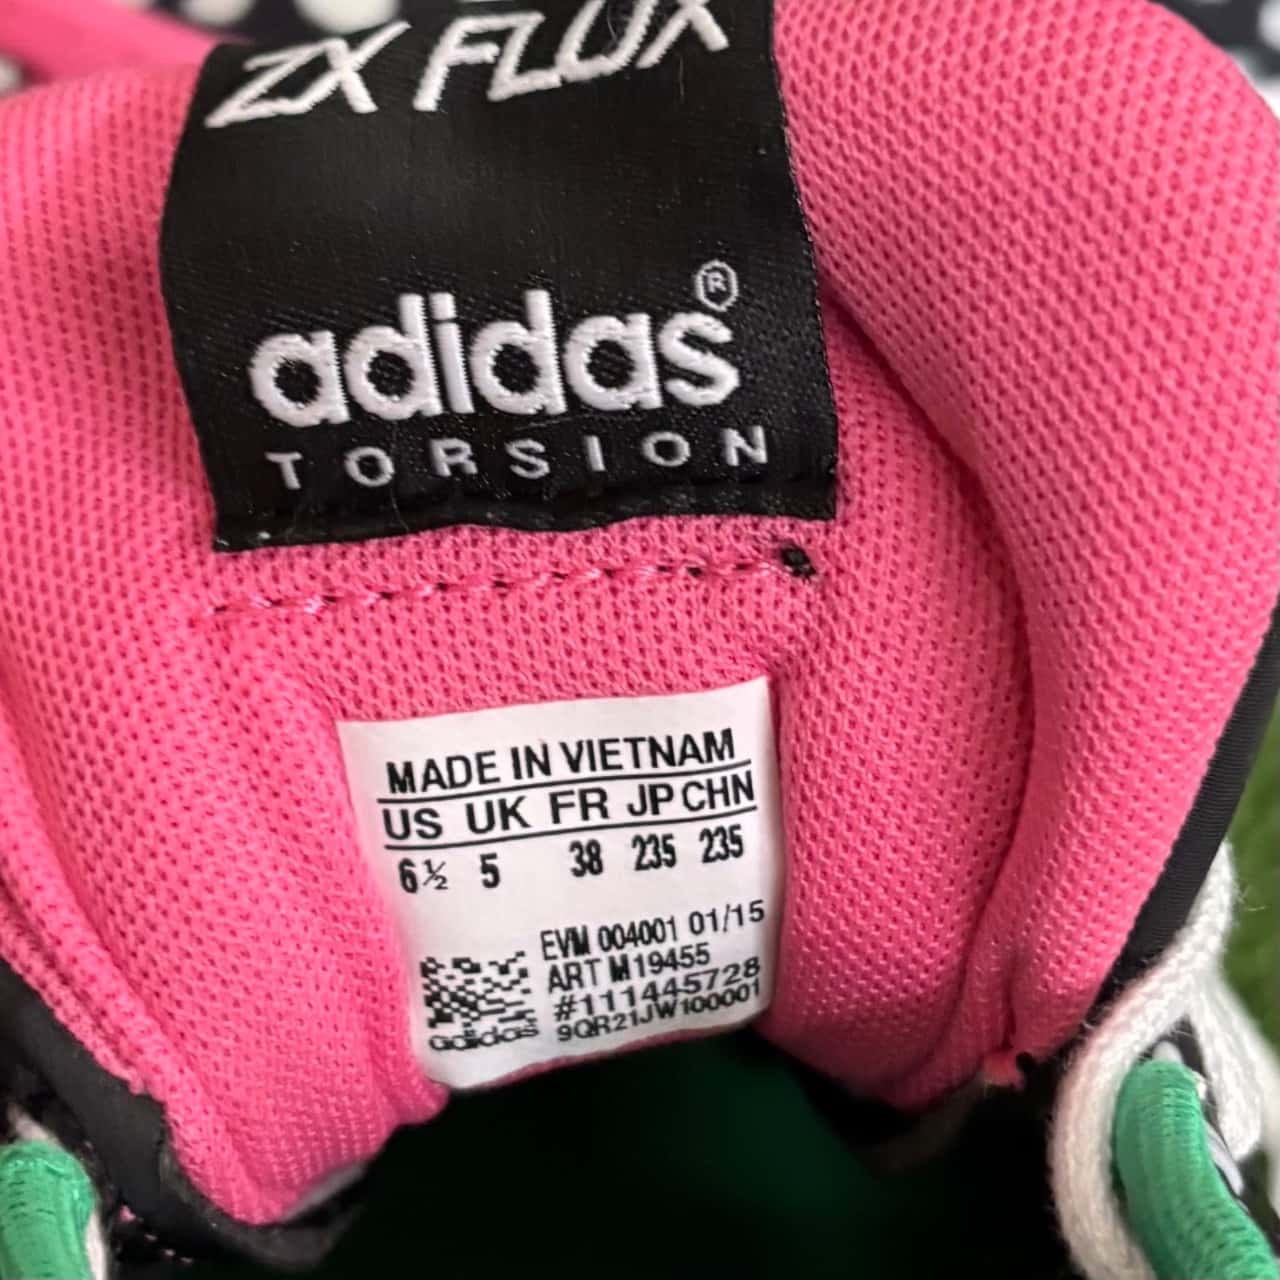 ZX FLUX
adidas®
TORSION
MADE IN VIETNAM
US UK FR JP CHN
6½ 5 38 235 235
EVM 004001 01/15
ART M19455
#111445728
9QR21JW100001
adidas